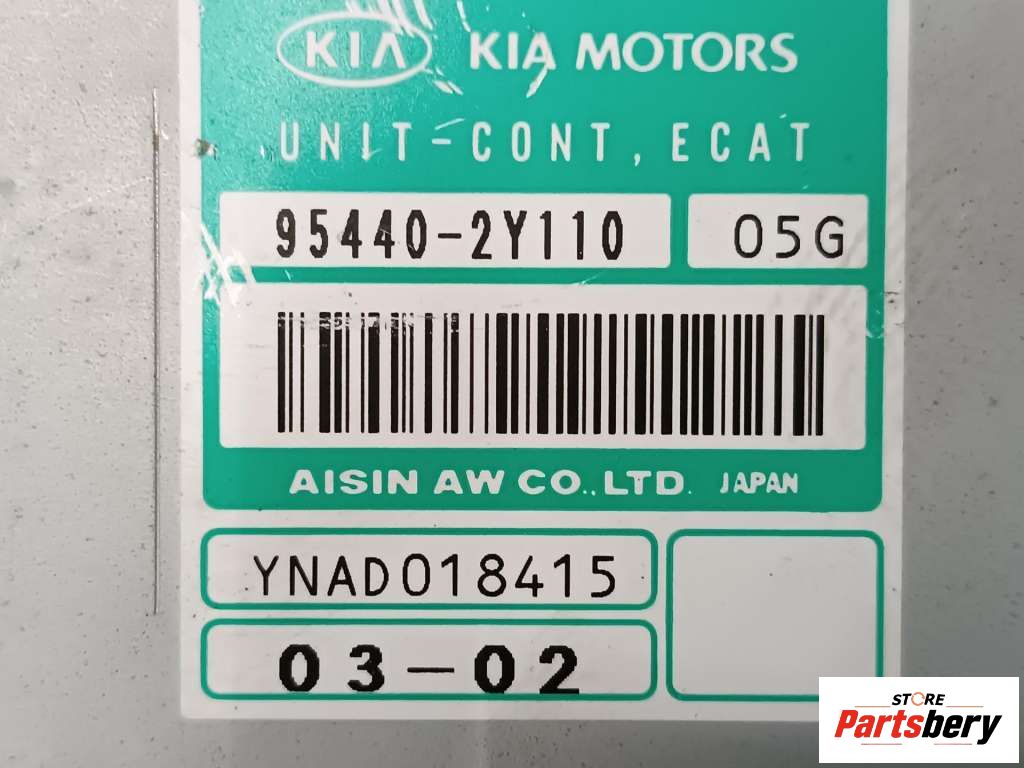 KIA KIA MOTORS
UNIT-CONT, ECAT
95440-2Y110 05G
AISIN AW CO.,LTD. JAPAN
YNAD018415
03-02
STORE
Partsbery